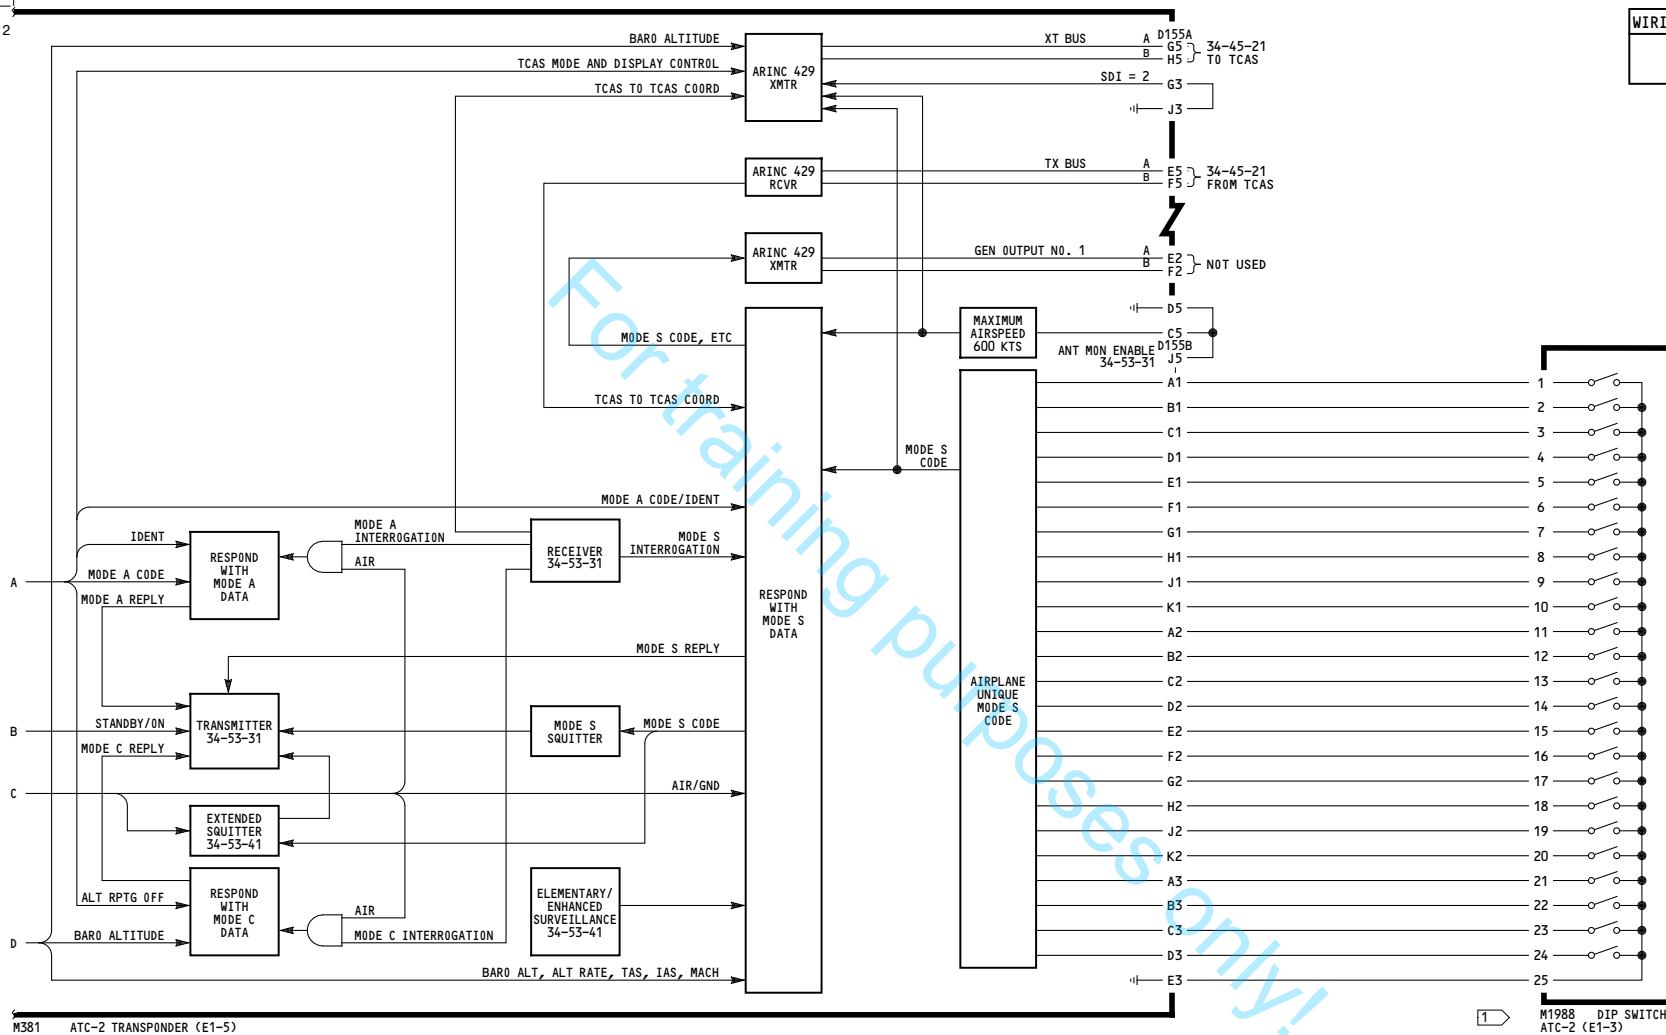 2
WIRI
BARO ALTITUDE
TCAS MODE AND DISPLAY CONTROL
TCAS TO TCAS COORD
ARINC 429
XMTR
XT BUS
A
B
D155A
G5
H5
34-45-21
TO TCAS
SDI = 2
G3
J3
ARINC 429
RCVR
TX BUS
A
B
E5
F5
34-45-21
FROM TCAS
ARINC 429
XMTR
GEN OUTPUT NO. 1
A
B
E2
F2
NOT USED
MODE S CODE, ETC
TCAS TO TCAS COORD
MAXIMUM
AIRSPEED
600 KTS
D5
C5
D155B
J5
ANT MON ENABLE
34-53-31
MODE S
CODE
MODE A CODE/IDENT
A
IDENT
MODE A CODE
MODE A REPLY
RESPOND
WITH
MODE A
DATA
MODE A
INTERROGATION
AIR
RECEIVER
34-53-31
MODE S
INTERROGATION
RESPOND
WITH
MODE S
DATA
MODE S REPLY
B
STANDBY/ON
MODE C REPLY
TRANSMITTER
34-53-31
MODE S
SQUITTER
MODE S CODE
C
AIR/GND
EXTENDED
SQUITTER
34-53-41
ALT RPTG OFF
D
BARO ALTITUDE
RESPOND
WITH
MODE C
DATA
AIR
MODE C INTERROGATION
ELEMENTARY/
ENHANCED
SURVEILLANCE
34-53-41
BARO ALT, ALT RATE, TAS, IAS, MACH
AIRPLANE
UNIQUE
MODE S
CODE
A1 1
B1 2
C1 3
D1 4
E1 5
F1 6
G1 7
H1 8
J1 9
K1 10
A2 11
B2 12
C2 13
D2 14
E2 15
F2 16
G2 17
H2 18
J2 19
K2 20
A3 21
B3 22
C3 23
D3 24
E3 25
For training purposes only!
M381 ATC-2 TRANSPONDER (E1-5)
1
M1988 DIP SWITCH
ATC-2 (E1-3)